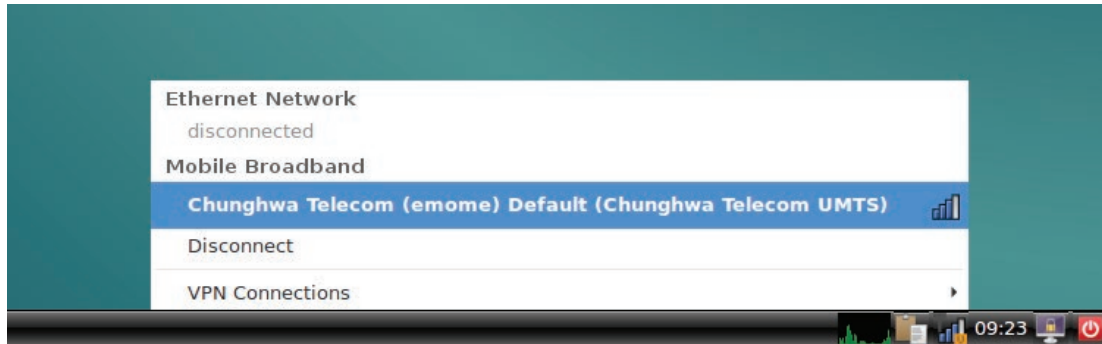 Ethernet Network
disconnected
Mobile Broadband
Chunghwa Telecom (emome) Default (Chunghwa Telecom UMTS)
Disconnect
VPN Connections
09:23